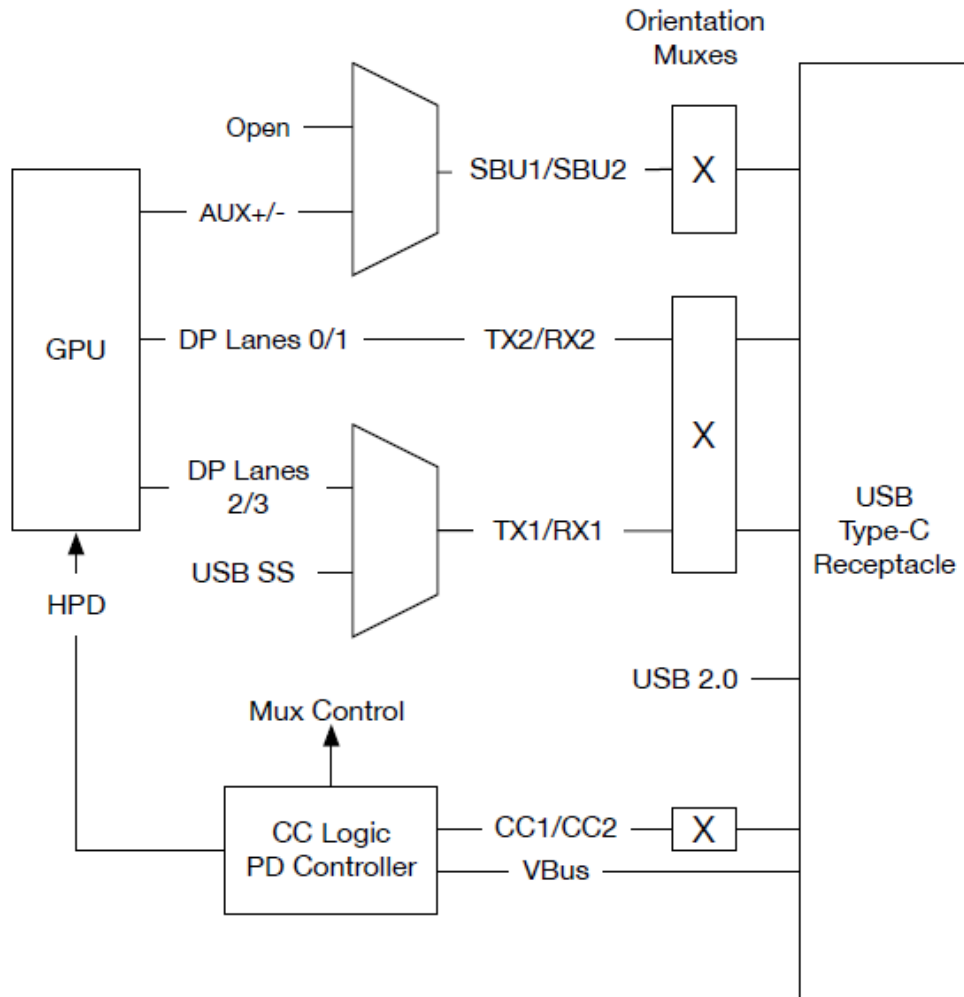 Orientation
Muxes
Open
SBU1/SBU2
X
AUX+/-
GPU
DP Lanes 0/1
TX2/RX2
X
DP Lanes
2/3
TX1/RX1
USB
Type-C
Receptacle
USB SS
HPD
USB 2.0
Mux Control
CC Logic
PD Controller
CC1/CC2
X
VBus